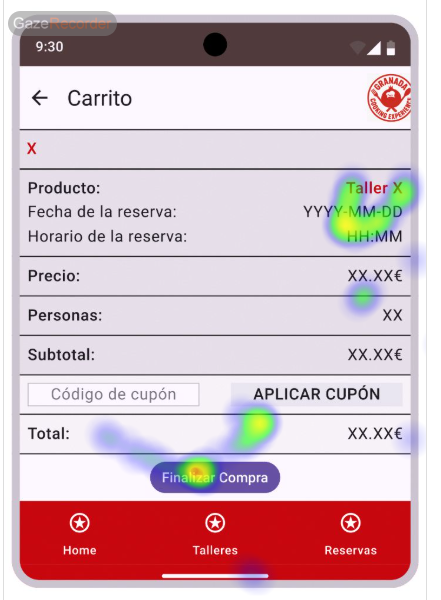 GazeRecorder
9:30
Carrito
GRANADA
COOKING EXPERIENCE
X
Producto: Taller X
Fecha de la reserva: YYYY-MM-DD
Horario de la reserva: HH:MM
Precio: XX.XX€
Personas: XX
Subtotal: XX.XX€
Código de cupón APLICAR CUPÓN
Total: XX.XX€
Finalizar Compra
Home Talleres Reservas